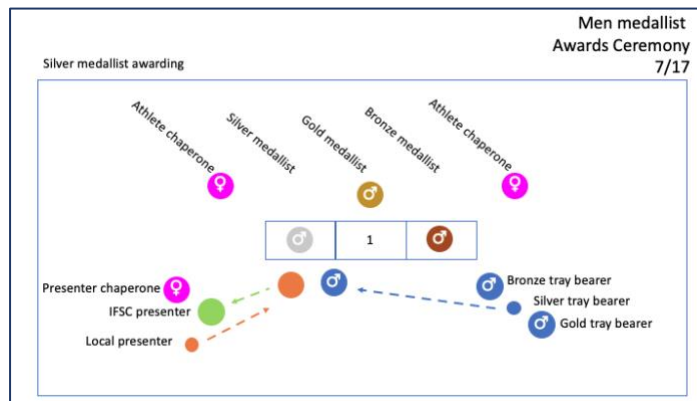 Men medallist
Awards Ceremony
7/17
Silver medallist awarding
Athlete chaperone
Silver medallist
Gold medallist
Bronze medallist
Athlete chaperone
1
Presenter chaperone
IFSC presenter
Local presenter
Bronze tray bearer
Silver tray bearer
Gold tray bearer